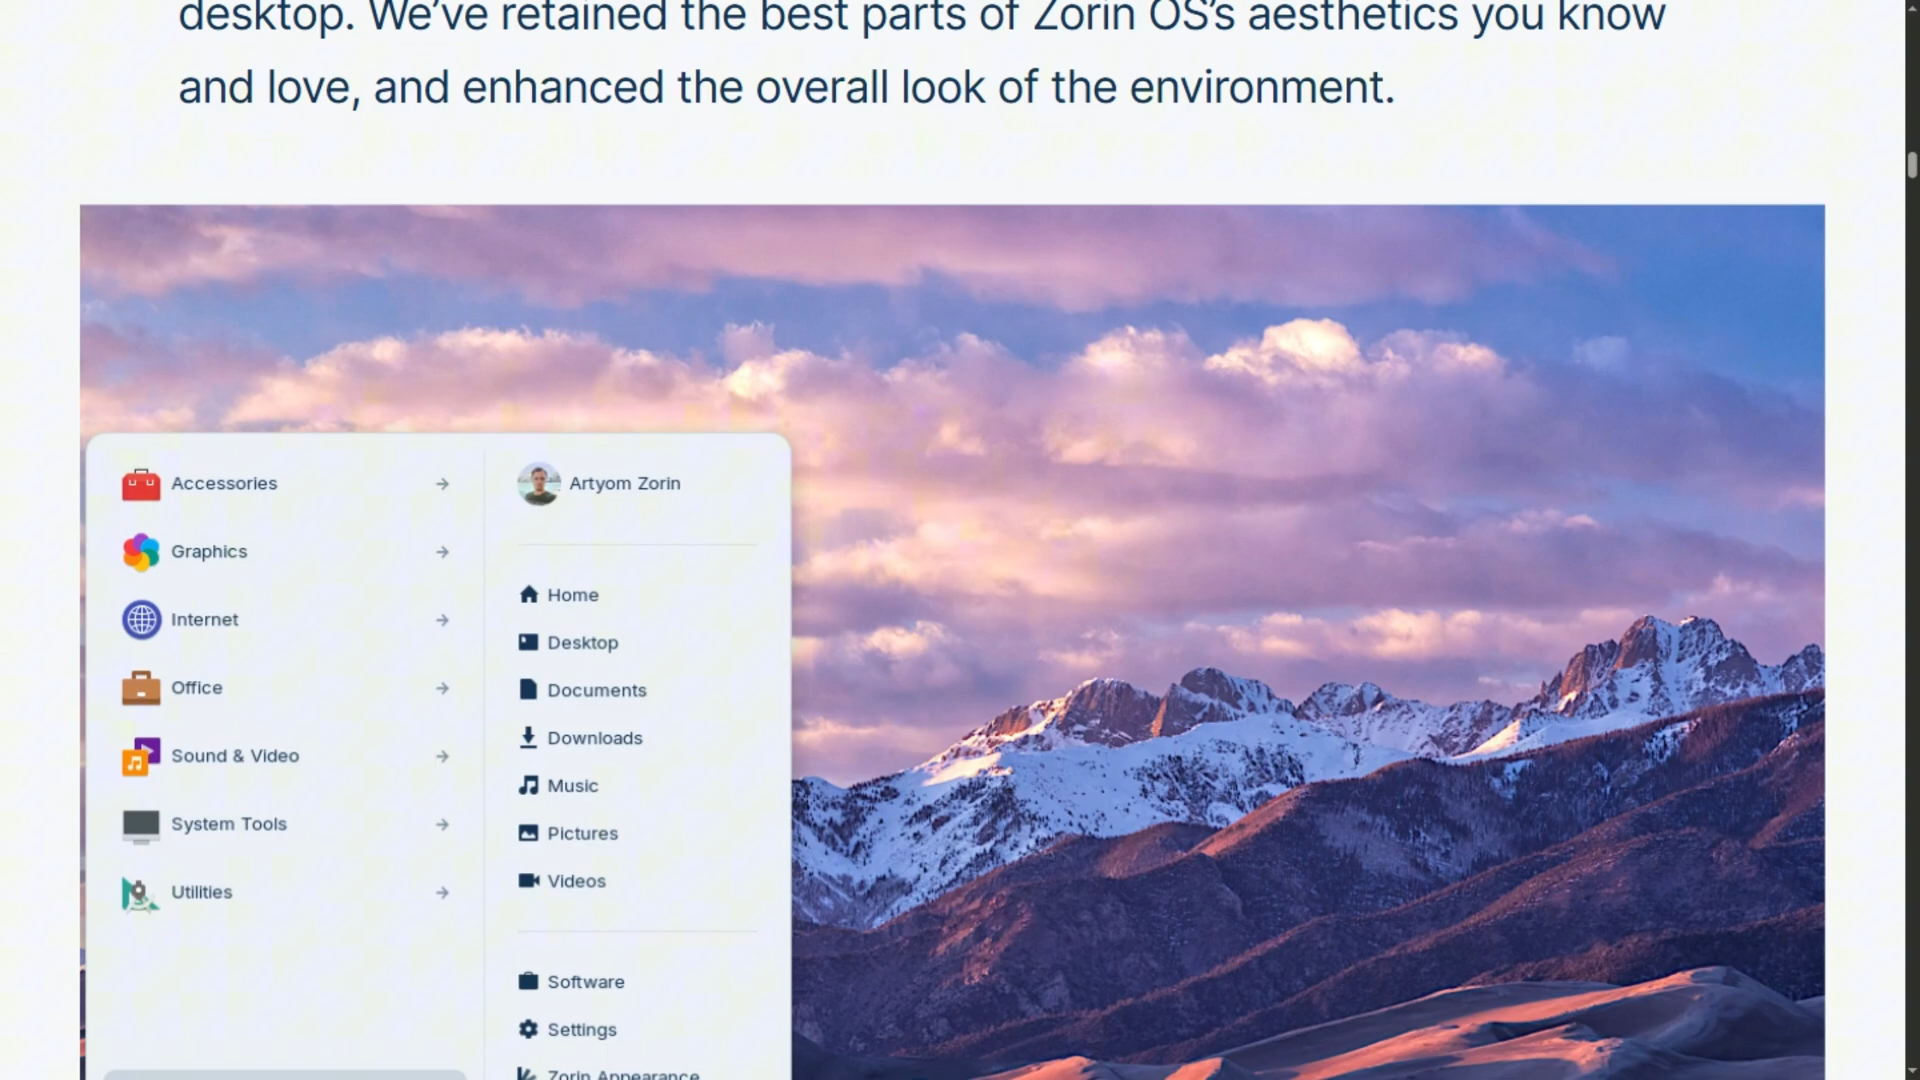 desktop. We’ve retained the best parts of Zorin OS’s aesthetics you know
and love, and enhanced the overall look of the environment.
Accessories
Graphics
Internet
Office
Sound & Video
System Tools
Utilities
Artyom Zorin
Home
Desktop
Documents
Downloads
Music
Pictures
Videos
Software
Settings
Zorin Appearance